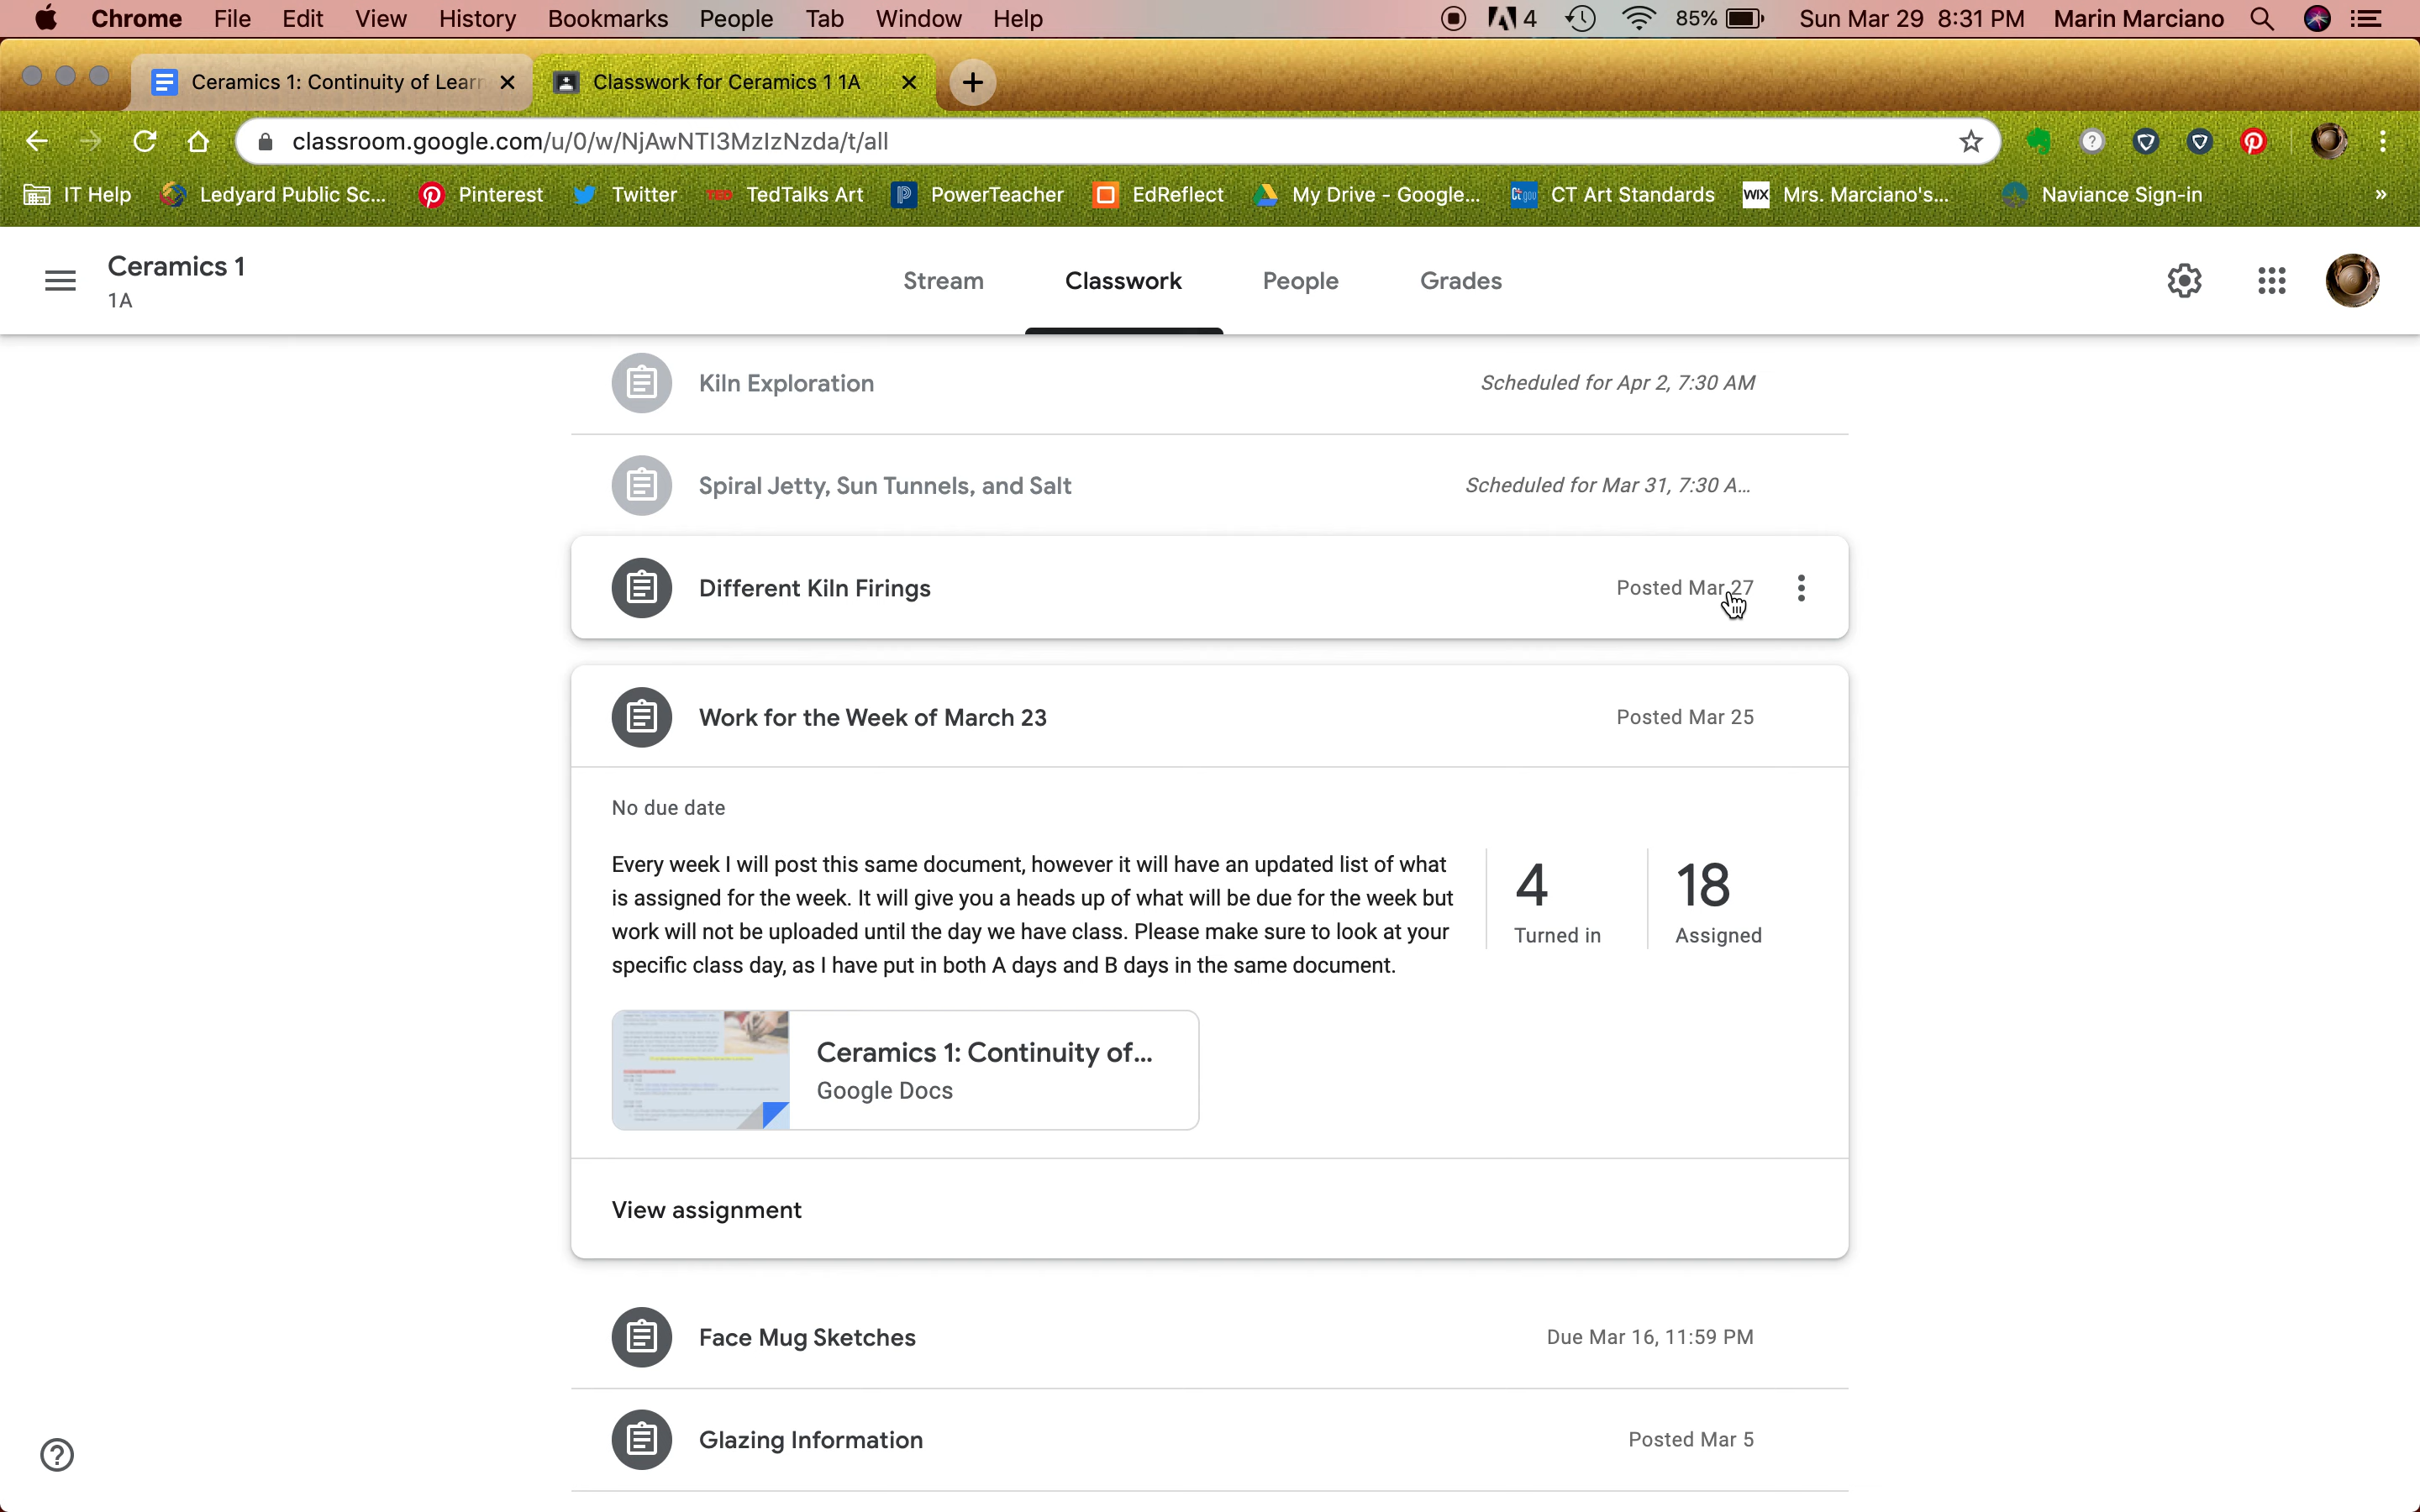 Chrome File Edit View History Bookmarks People Tab Window Help 4 85% Sun Mar 29 8:31 PM Marin Marciano
Ceramics 1: Continuity of Learn Classwork for Ceramics 1 1A
classroom.google.com/u/0/w/NjAwNTI3MzIzNzda/t/all
IT Help Ledyard Public Sc... Pinterest Twitter TED TedTalks Art PowerTeacher EdReflect My Drive - Google... CT Art Standards WIX Mrs. Marciano's... Naviance Sign-in »
Ceramics 1
1A
Stream Classwork People Grades
Kiln Exploration Scheduled for Apr 2, 7:30 AM
Spiral Jetty, Sun Tunnels, and Salt Scheduled for Mar 31, 7:30 A...
Different Kiln Firings Posted Mar 27
Work for the Week of March 23 Posted Mar 25
No due date
Every week I will post this same document, however it will have an updated list of what
is assigned for the week. It will give you a heads up of what will be due for the week but
work will not be uploaded until the day we have class. Please make sure to look at your
specific class day, as I have put in both A days and B days in the same document.
4 18
Turned in Assigned
Ceramics 1: Continuity of...
Google Docs
View assignment
Face Mug Sketches Due Mar 16, 11:59 PM
Glazing Information Posted Mar 5